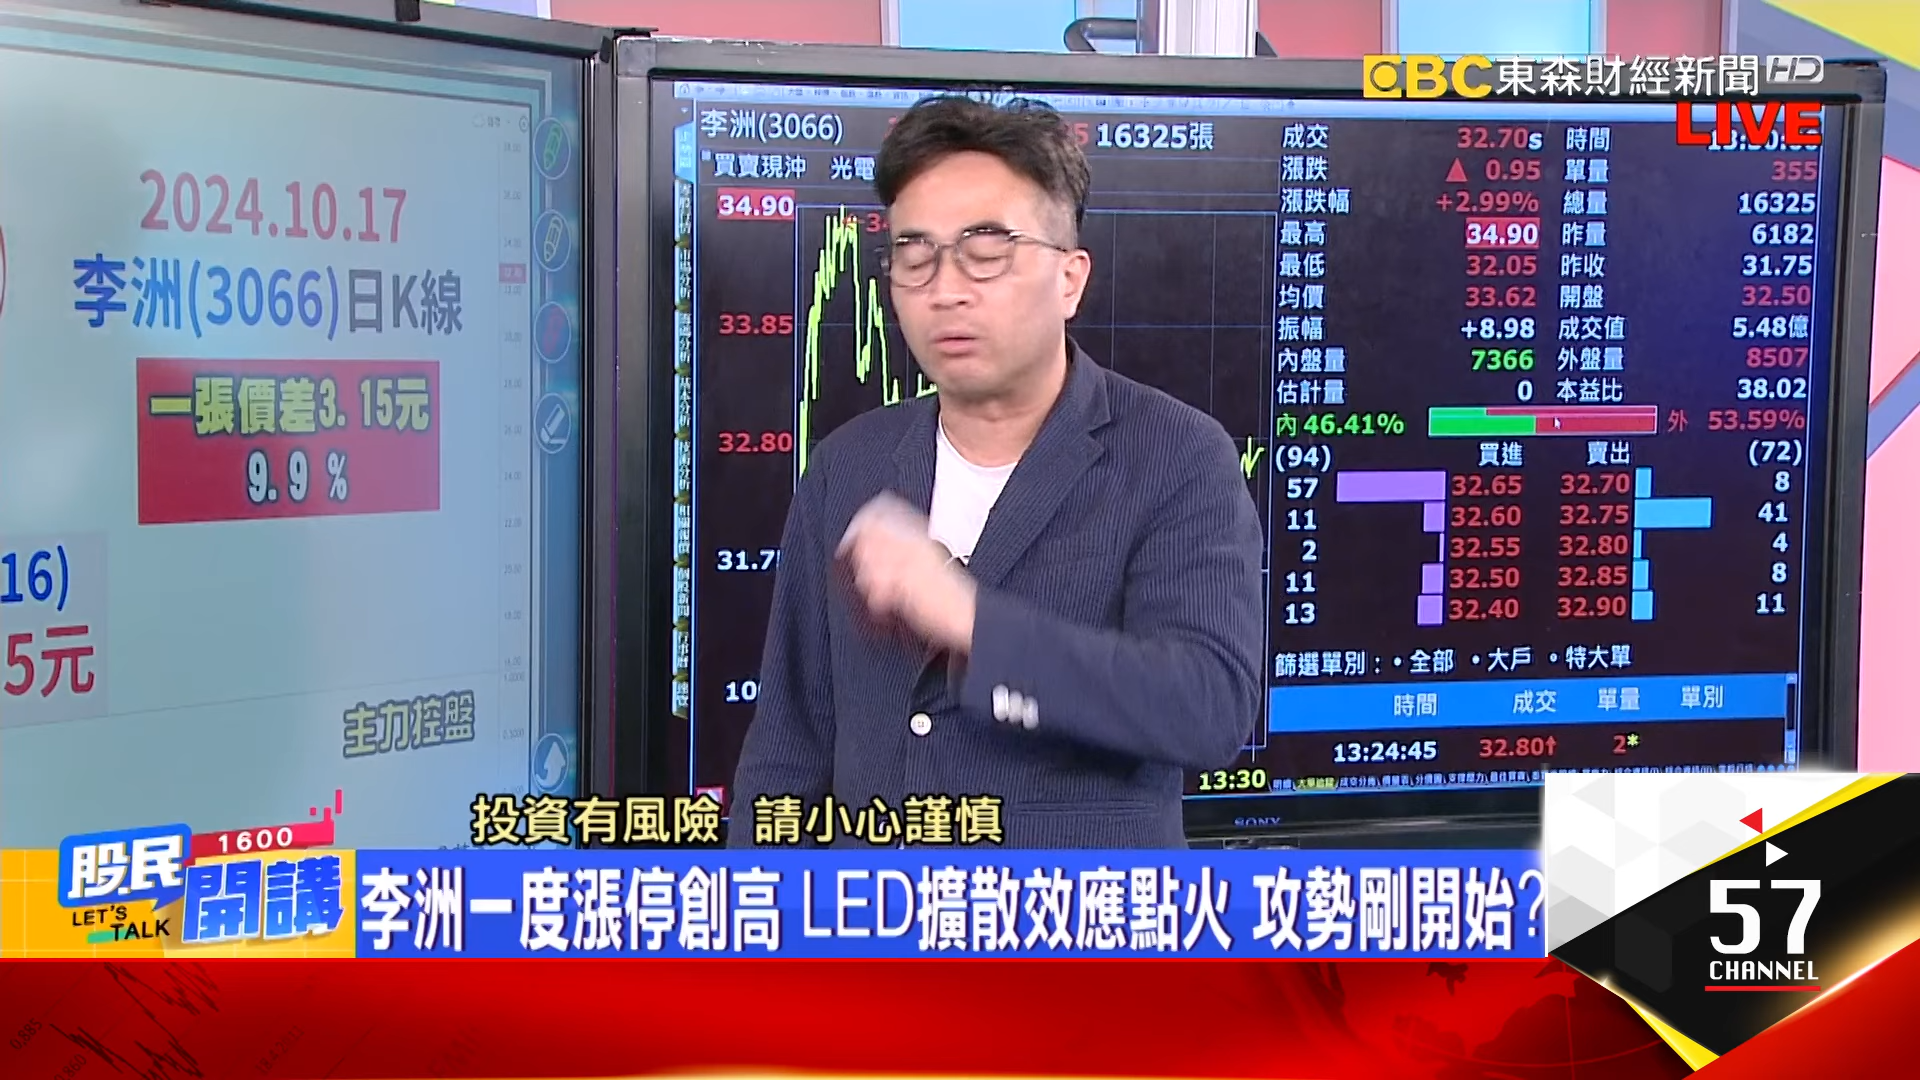 EBC東森財經新聞HD
LIVE
2024.10.17
李洲(3066)日K線
一張價差3.15元
9.9 %
16)
5元
主力控盤
李洲(3066)
16325張
買賣現沖 光電
34.90
33.85
32.80
13:30
成交 32.70s 時間
漲跌 ▲ 0.95 單量 355
漲跌幅 +2.99% 總量 16325
最高 34.90 昨量 6182
最低 32.05 昨收 31.75
均價 33.62 開盤 32.50
振幅 +8.98 成交值 5.48億
內盤量 7366 外盤量 8507
估計量 0 本益比 38.02
內 46.41% 外 53.59%
(94) 買進 賣出 (72)
57 32.65 32.70 8
11 32.60 32.75 41
2 32.55 32.80 4
11 32.50 32.85 8
13 32.40 32.90 11
篩選單別：•全部 •大戶 •特大單
時間 成交 單量 單別
13:24:45 32.80↑ 2*
SONY
投資有風險 請小心謹慎
股民 1600
開講
LET'S TALK
李洲一度漲停創高 LED擴散效應點火 攻勢剛開始?
57
CHANNEL